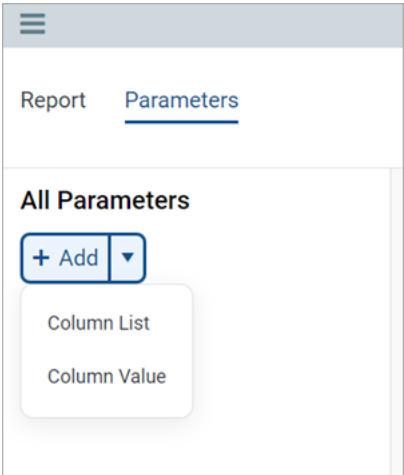 Report Parameters
All Parameters
+ Add
Column List
Column Value